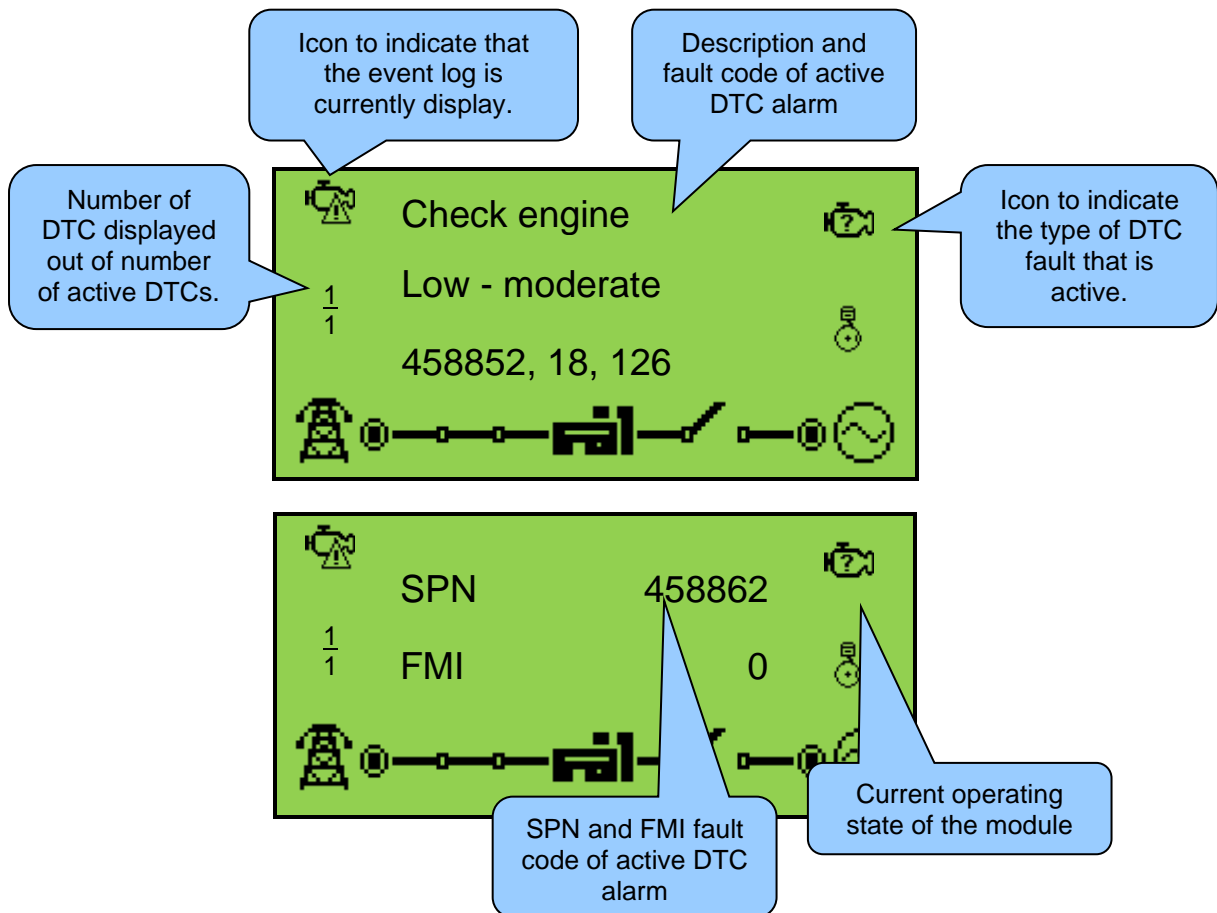 Icon to indicate that
the event log is
currently display.
Description and
fault code of active
DTC alarm
Number of
DTC displayed
out of number
of active DTCs.
Icon to indicate
the type of DTC
fault that is
active.
Check engine
?
1
1
Low - moderate
458852, 18, 126
SPN 458862
?
1
1
FMI 0
SPN and FMI fault
code of active DTC
alarm
Current operating
state of the module